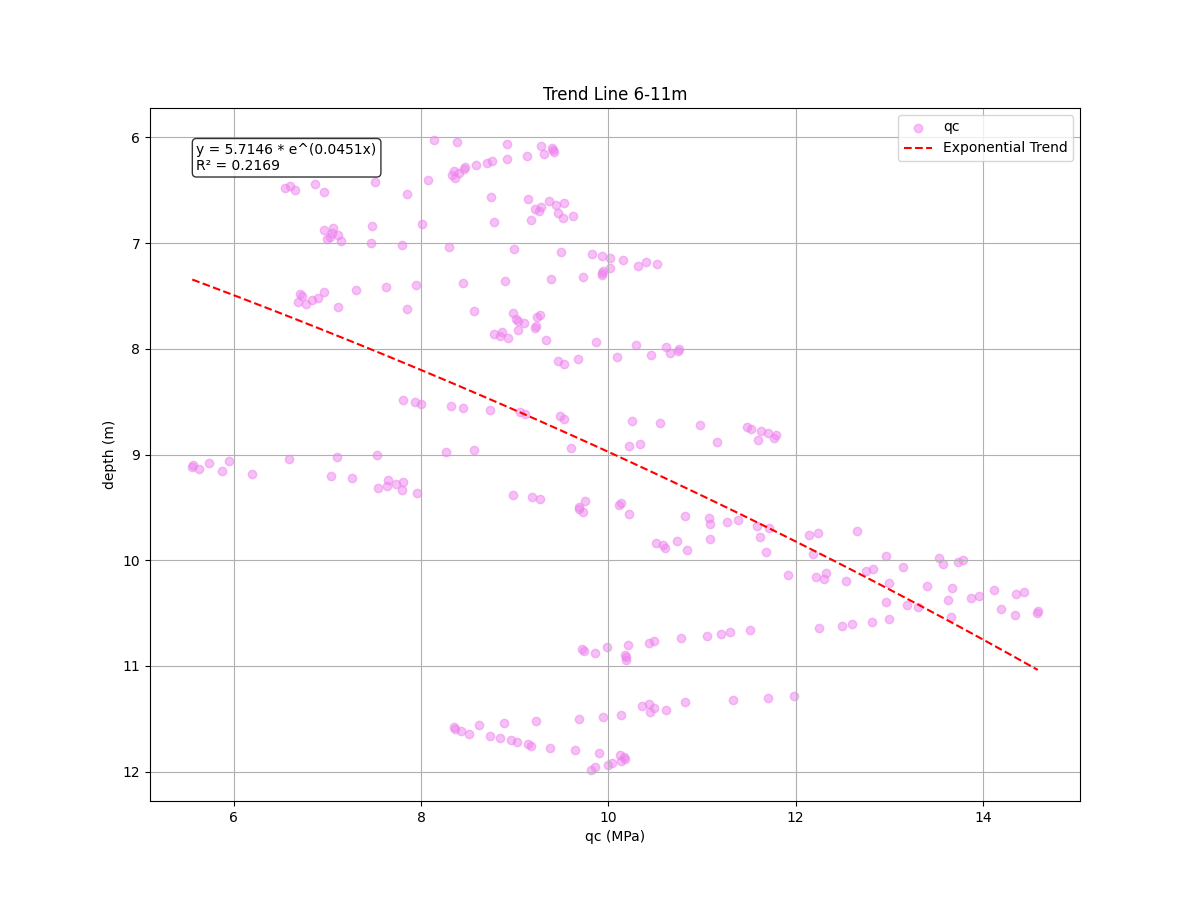 Trend Line 6-11m
y = 5.7146 * e^(0.0451x)
R² = 0.2169
qc
Exponential Trend
6
7
8
9
10
11
12
depth (m)
6 8 10 12 14
qc (MPa)